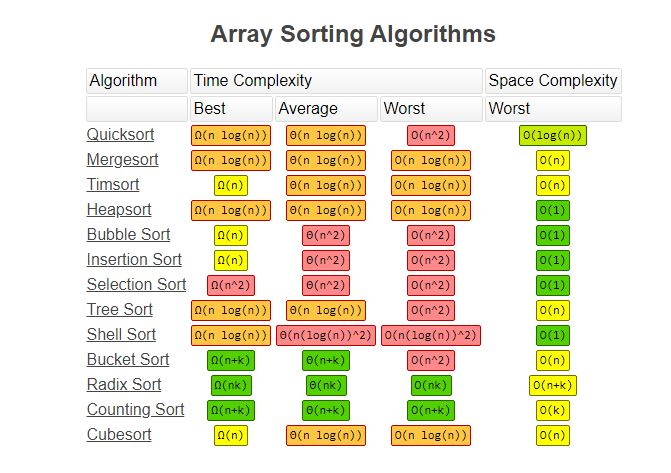 Array Sorting Algorithms
Algorithm Time Complexity Space Complexity
Best Average Worst Worst
Quicksort Ω(n log(n)) Θ(n log(n)) O(n^2) O(log(n))
Mergesort Ω(n log(n)) Θ(n log(n)) O(n log(n)) O(n)
Timsort Ω(n) Θ(n log(n)) O(n log(n)) O(n)
Heapsort Ω(n log(n)) Θ(n log(n)) O(n log(n)) O(1)
Bubble Sort Ω(n) Θ(n^2) O(n^2) O(1)
Insertion Sort Ω(n) Θ(n^2) O(n^2) O(1)
Selection Sort Ω(n^2) Θ(n^2) O(n^2) O(1)
Tree Sort Ω(n log(n)) Θ(n log(n)) O(n^2) O(n)
Shell Sort Ω(n log(n)) Θ(n(log(n))^2) O(n(log(n))^2) O(1)
Bucket Sort Ω(n+k) Θ(n+k) O(n^2) O(n)
Radix Sort Ω(nk) Θ(nk) O(nk) O(n+k)
Counting Sort Ω(n+k) Θ(n+k) O(n+k) O(k)
Cubesort Ω(n) Θ(n log(n)) O(n log(n)) O(n)